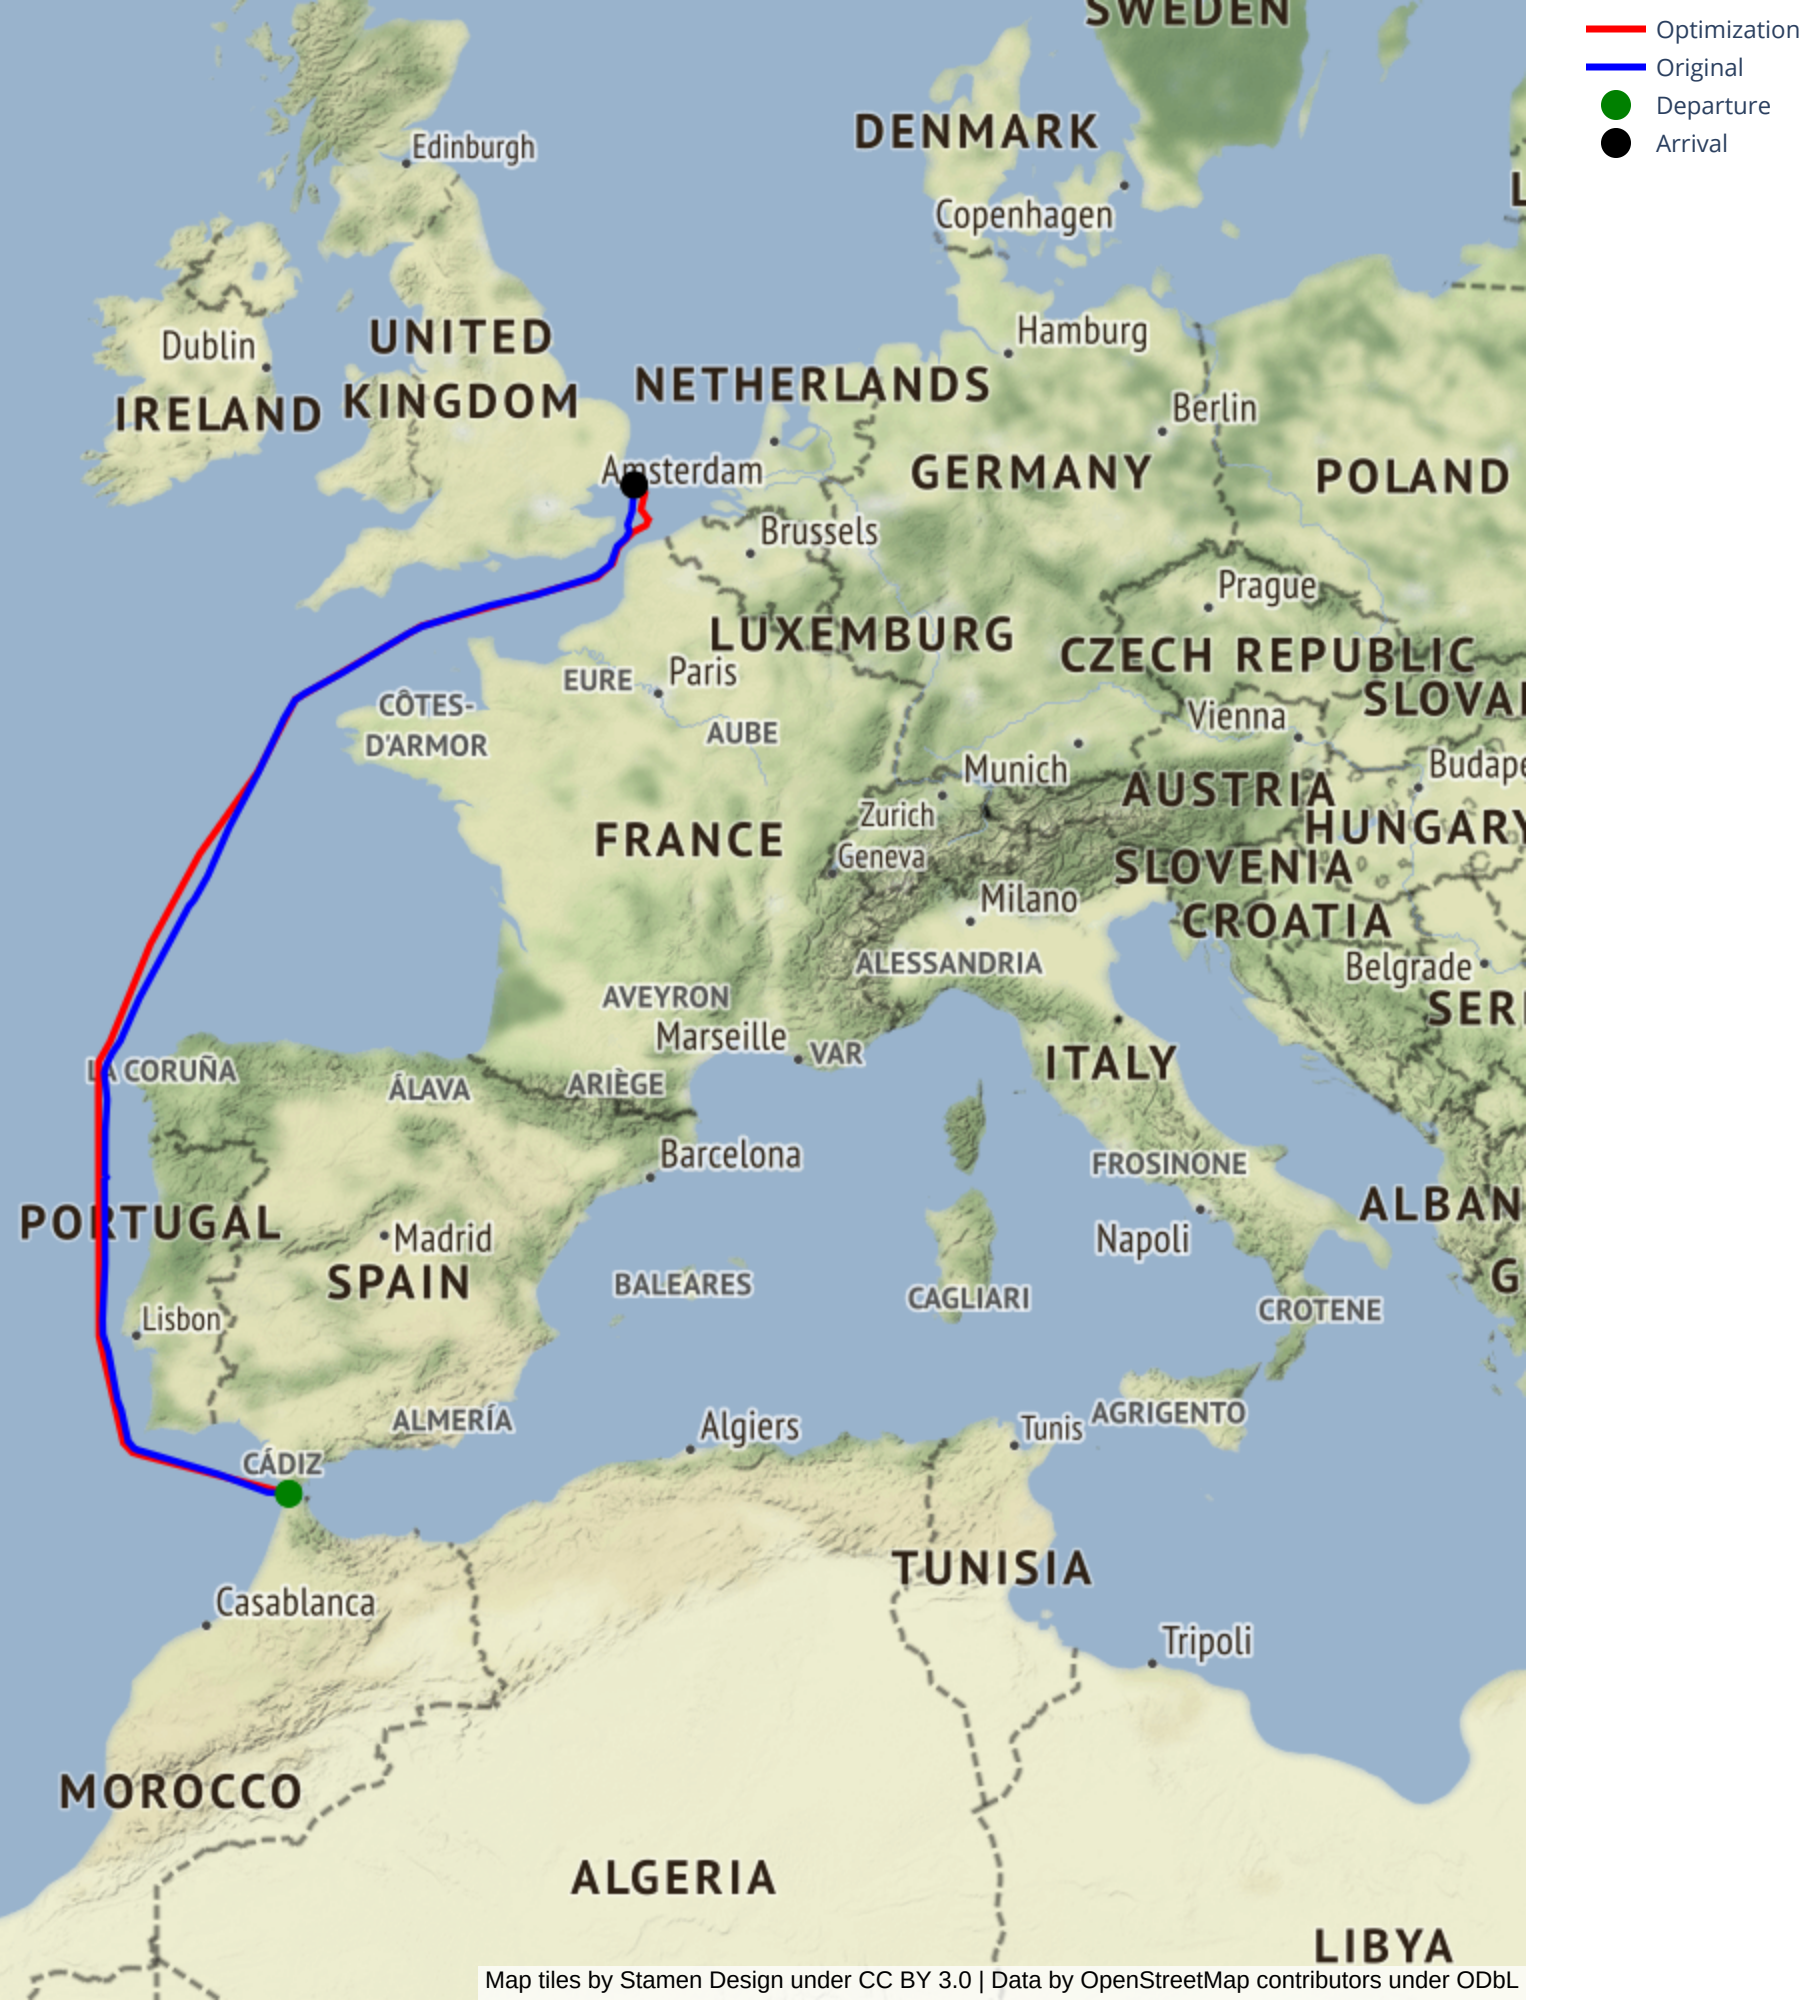 SWEDEN
Optimization
Original
Departure
Arrival
DENMARK
Edinburgh
Copenhagen
Dublin
UNITED
KINGDOM
Hamburg
NETHERLANDS
IRELAND
Berlin
Amsterdam
GERMANY
POLAND
Brussels
Prague
LUXEMBURG
CZECH REPUBLIC
EURE
Paris
SLOVAI
CÔTES-
D'ARMOR
AUBE
Vienna
Munich
Budape
AUSTRIA
Zurich
HUNGARY
FRANCE
Geneva
SLOVENIA
Milano
CROATIA
ALESSANDRIA
Belgrade
AVEYRON
SERI
Marseille
VAR
LA CORUÑA
ÁLAVA
ARIÈGE
ITALY
Barcelona
FROSINONE
PORTUGAL
Madrid
ALBAN
Napoli
SPAIN
BALEARES
CAGLIARI
G
Lisbon
CROTENE
ALMERÍA
Algiers
Tunis
AGRIGENTO
CÁDIZ
TUNISIA
Casablanca
Tripoli
MOROCCO
ALGERIA
LIBYA
Map tiles by Stamen Design under CC BY 3.0 | Data by OpenStreetMap contributors under ODbL